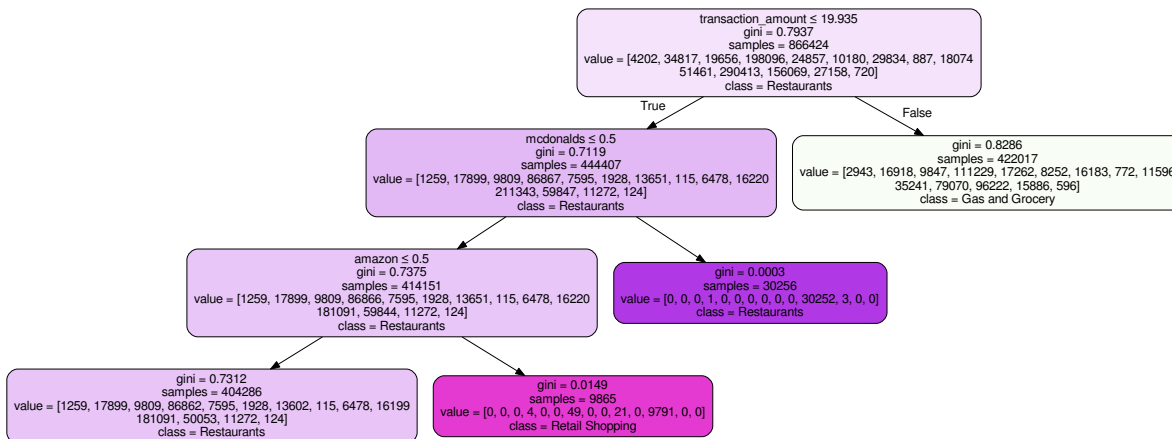 transaction_amount ≤ 19.935
gini = 0.7937
samples = 866424
value = [4202, 34817, 19656, 198096, 24857, 10180, 29834, 887, 18074
51461, 290413, 156069, 27158, 720]
class = Restaurants
True
False
mcdonalds ≤ 0.5
gini = 0.7119
samples = 444407
value = [1259, 17899, 9809, 86867, 7595, 1928, 13651, 115, 6478, 16220
211343, 59847, 11272, 124]
class = Restaurants
gini = 0.8286
samples = 422017
value = [2943, 16918, 9847, 111229, 17262, 8252, 16183, 772, 11596
35241, 79070, 96222, 15886, 596]
class = Gas and Grocery
amazon ≤ 0.5
gini = 0.7375
samples = 414151
value = [1259, 17899, 9809, 86866, 7595, 1928, 13651, 115, 6478, 16220
181091, 59844, 11272, 124]
class = Restaurants
gini = 0.0003
samples = 30256
value = [0, 0, 0, 1, 0, 0, 0, 0, 0, 0, 30252, 3, 0, 0]
class = Restaurants
gini = 0.7312
samples = 404286
value = [1259, 17899, 9809, 86862, 7595, 1928, 13602, 115, 6478, 16199
181091, 50053, 11272, 124]
class = Restaurants
gini = 0.0149
samples = 9865
value = [0, 0, 0, 4, 0, 0, 49, 0, 0, 21, 0, 9791, 0, 0]
class = Retail Shopping